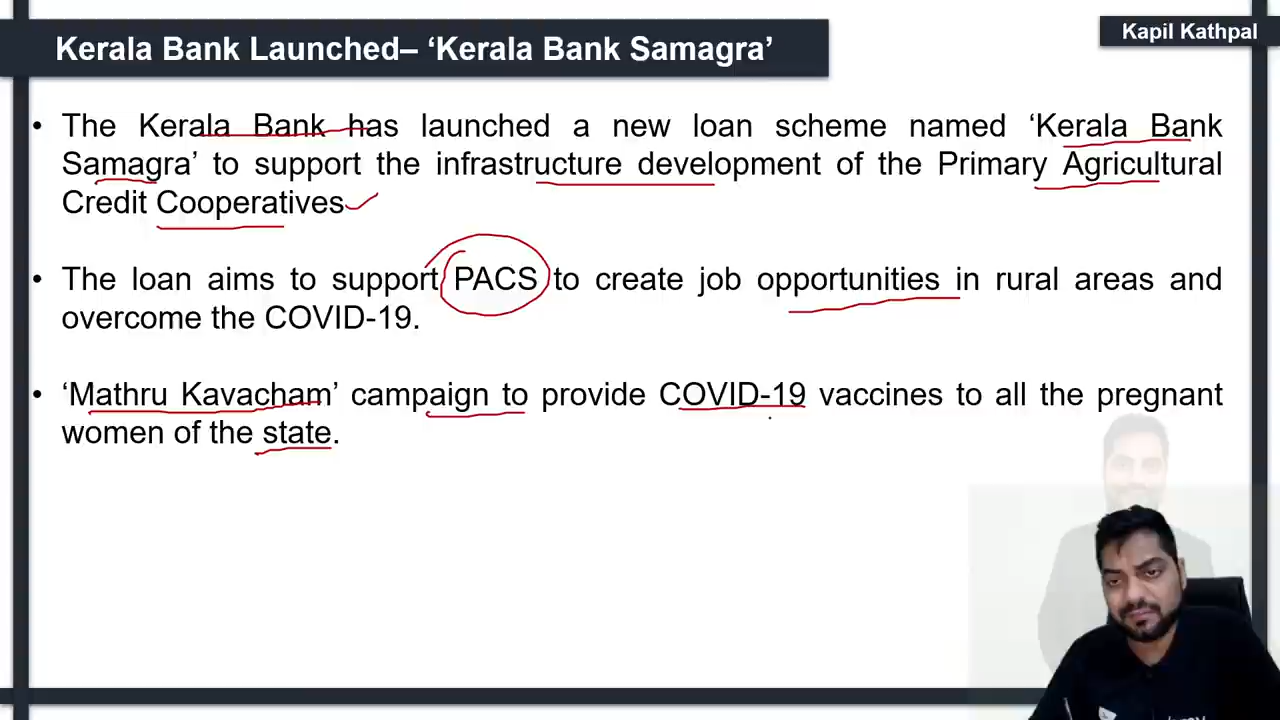 Kerala Bank Launched– ‘Kerala Bank Samagra’
Kapil Kathpal
• The Kerala Bank has launched a new loan scheme named ‘Kerala Bank
Samagra’ to support the infrastructure development of the Primary Agricultural
Credit Cooperatives
• The loan aims to support PACS to create job opportunities in rural areas and
overcome the COVID-19.
• ‘Mathru Kavacham’ campaign to provide COVID-19 vaccines to all the pregnant
women of the state.